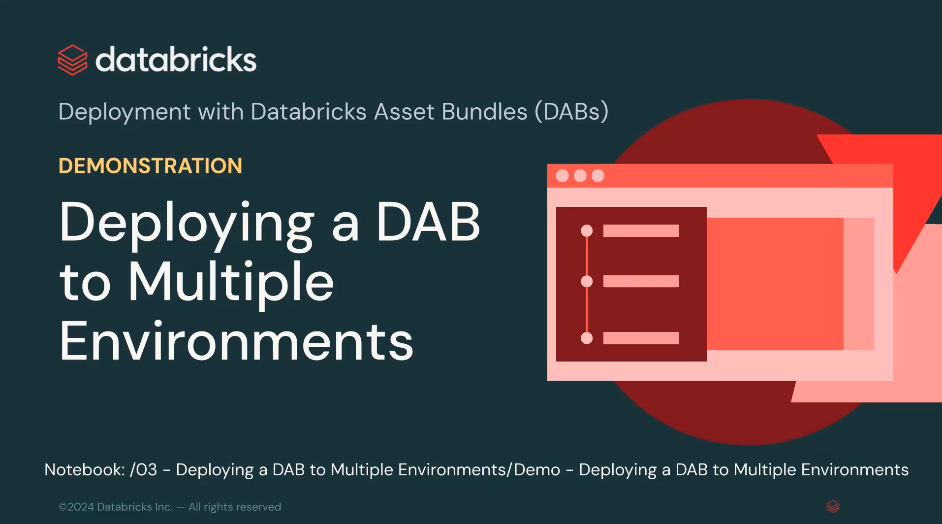 databricks
Deployment with Databricks Asset Bundles (DABs)
DEMONSTRATION
Deploying a DAB
to Multiple
Environments
Notebook: /03 - Deploying a DAB to Multiple Environments/Demo - Deploying a DAB to Multiple Environments
©2024 Databricks Inc. — All rights reserved